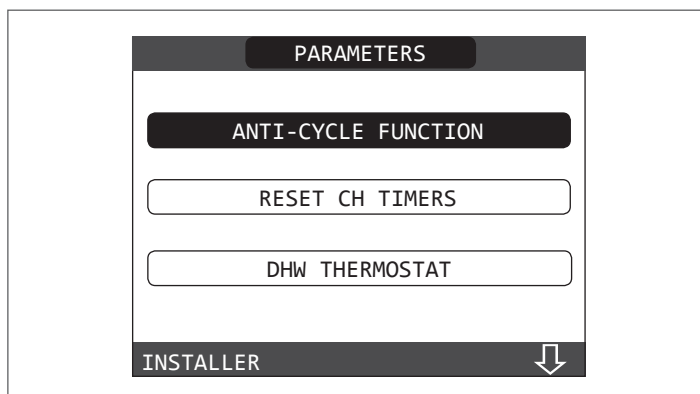 PARAMETERS
ANTI-CYCLE FUNCTION
RESET CH TIMERS
DHW THERMOSTAT
INSTALLER